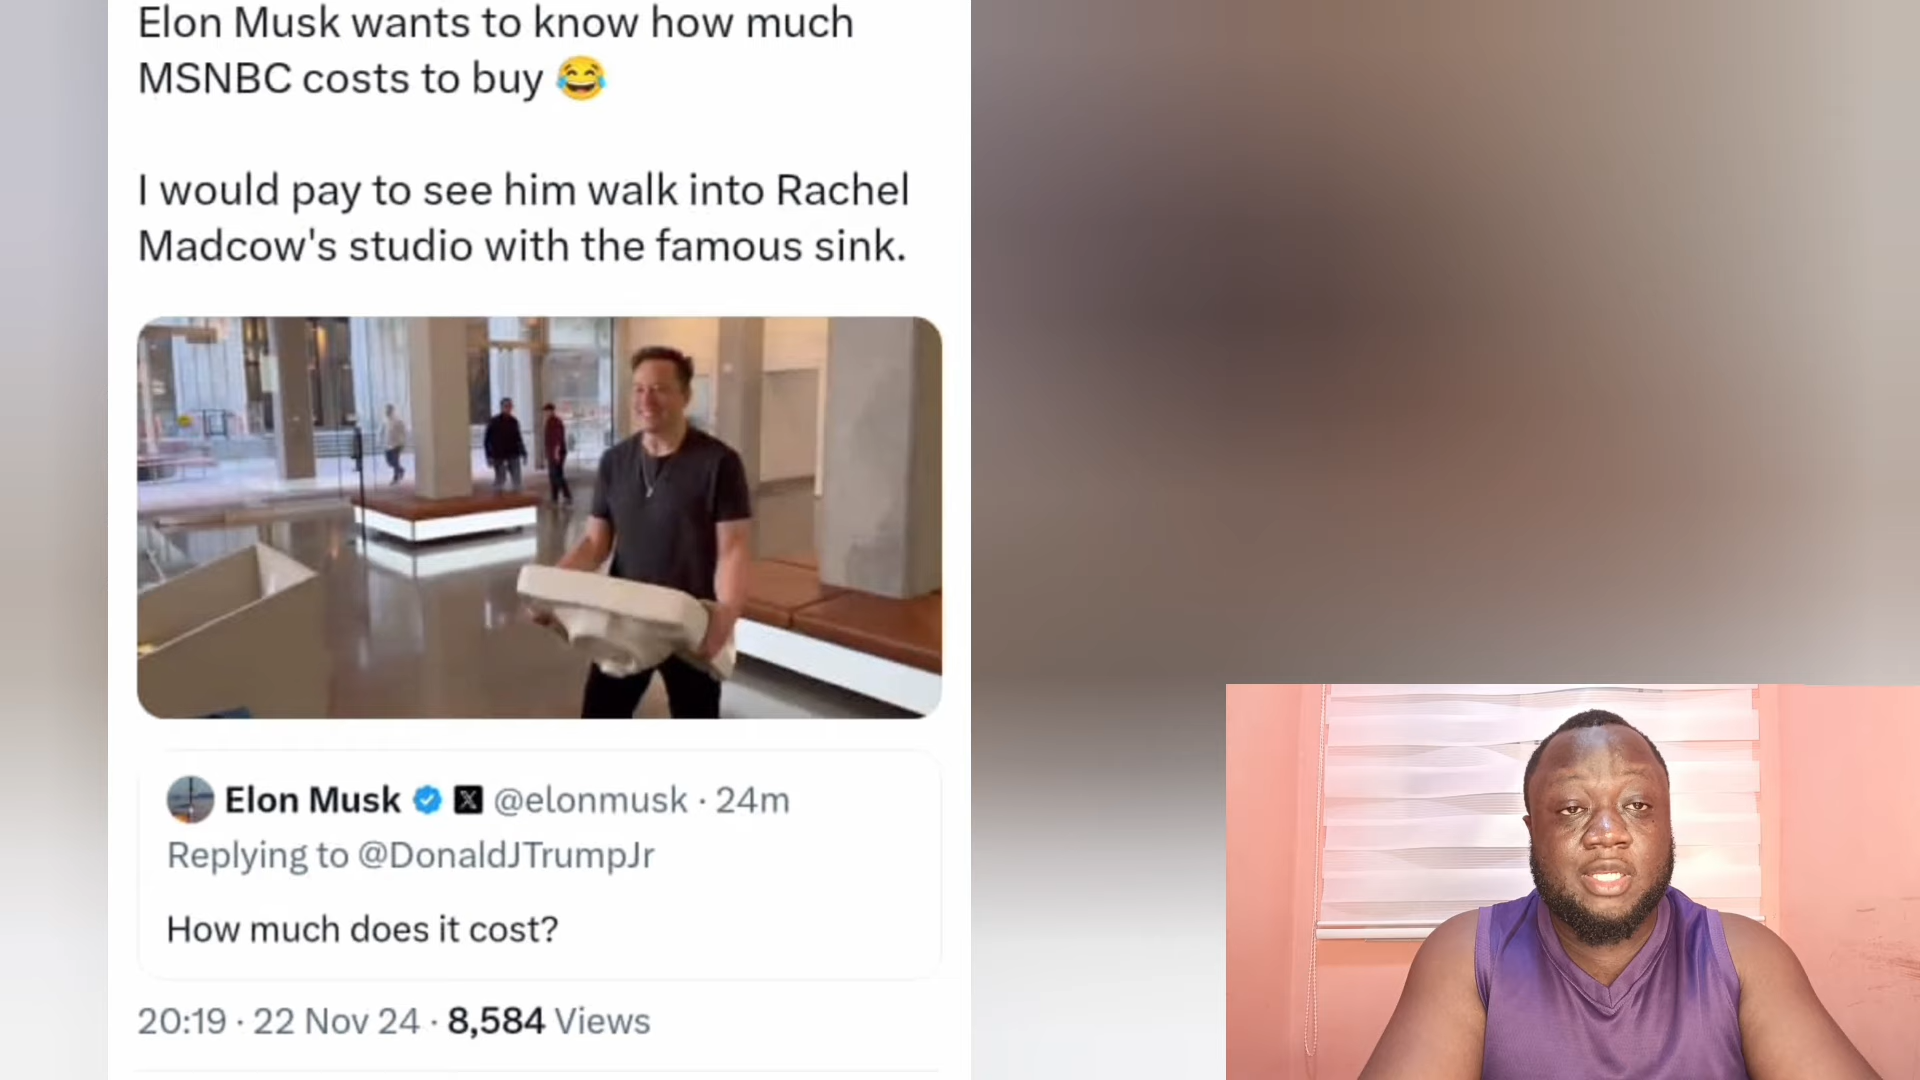 Elon Musk wants to know how much
MSNBC costs to buy 😂
I would pay to see him walk into Rachel
Madcow's studio with the famous sink.
Elon Musk @elonmusk · 24m
Replying to @DonaldJTrumpJr
How much does it cost?
20:19 · 22 Nov 24 · 8,584 Views